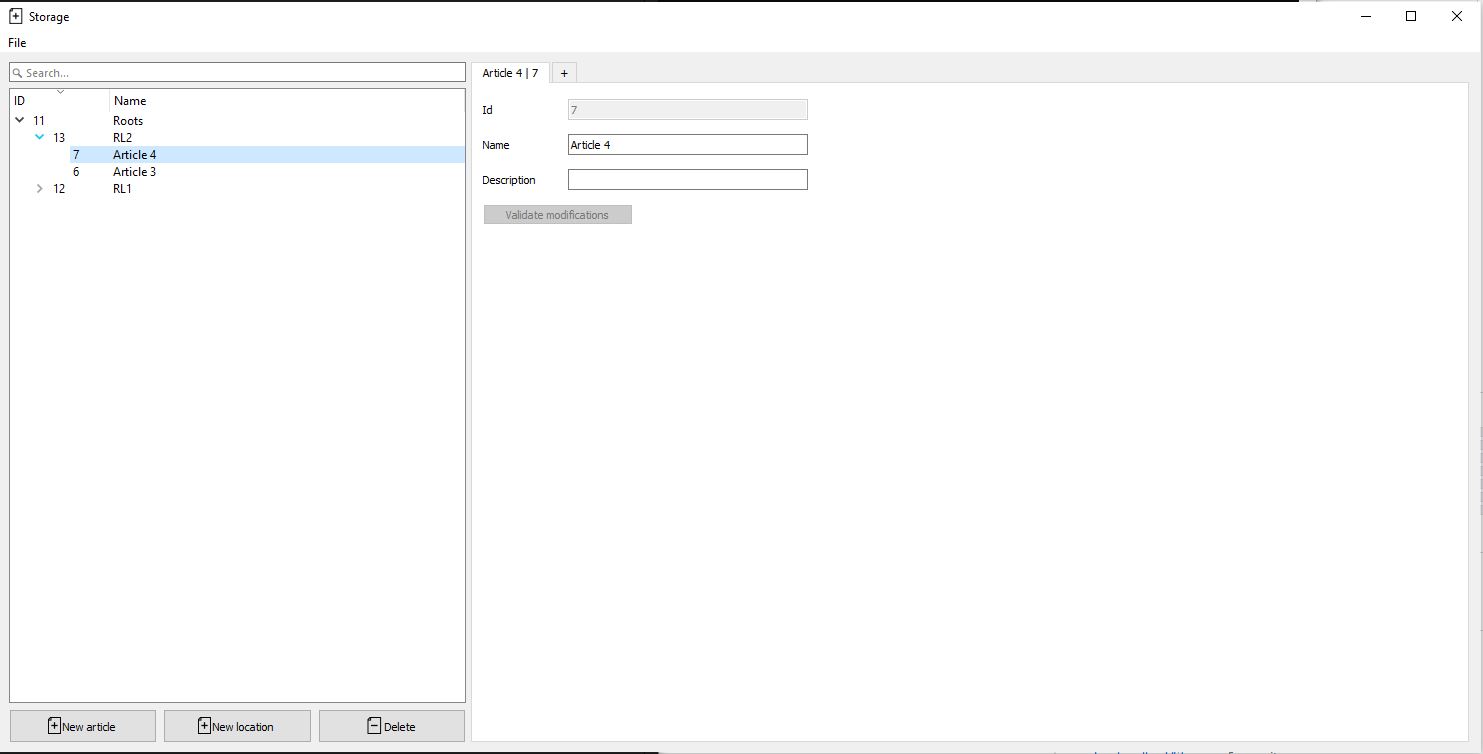 Storage
File
Search...
ID Name
11 Roots
13 RL2
7 Article 4
6 Article 3
12 RL1
New article New location Delete
Article 4 | 7 +
Id 7
Name Article 4
Description
Validate modifications